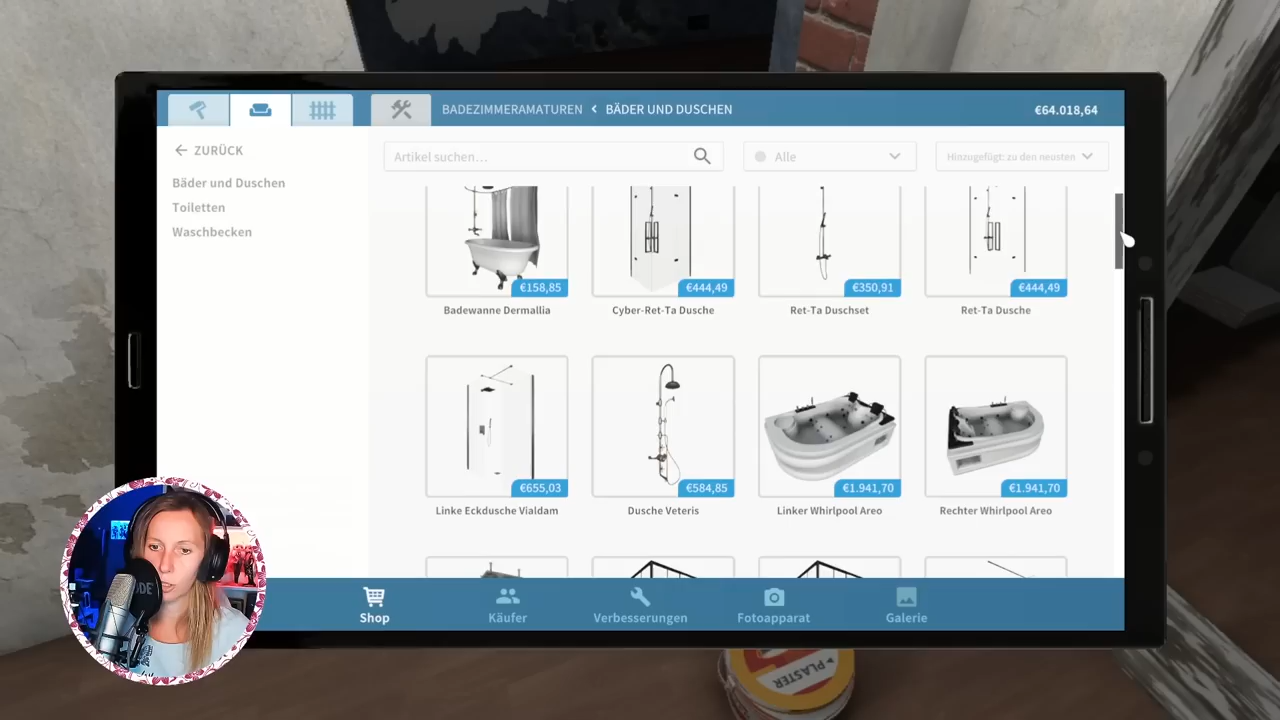 BADEZIMMERAMATUREN < BÄDER UND DUSCHEN
€64.018,64
ZURÜCK
Bäder und Duschen
Toiletten
Waschbecken
Artikel suchen...
Alle
Hinzugefügt: zu den neusten
€158,85
€444,49
€350,91
€444,49
Badewanne Dermallia
Cyber-Ret-Ta Dusche
Ret-Ta Duschset
Ret-Ta Dusche
€655,03
€584,85
€1.941,70
€1.941,70
Linke Eckdusche Vialdam
Dusche Veteris
Linker Whirlpool Areo
Rechter Whirlpool Areo
Shop
Käufer
Verbesserungen
Fotoapparat
Galerie
PLASTER